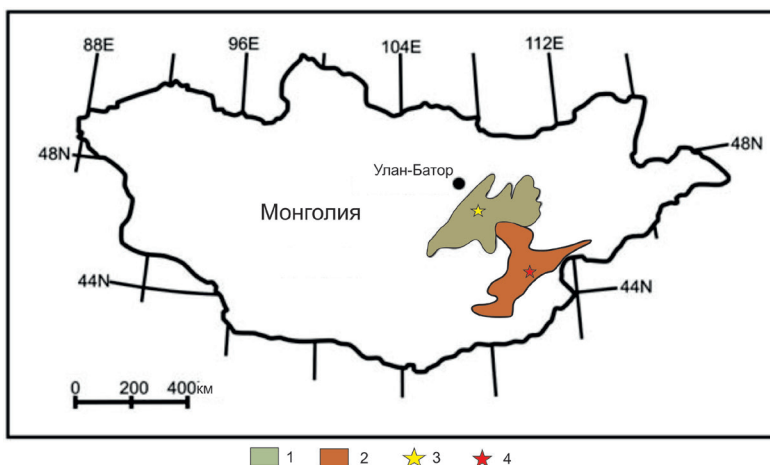 88E 96E 104E 112E
48N 48N
Улан-Батор
Монголия
44N 44N
0 200 400км
1 2 3 4